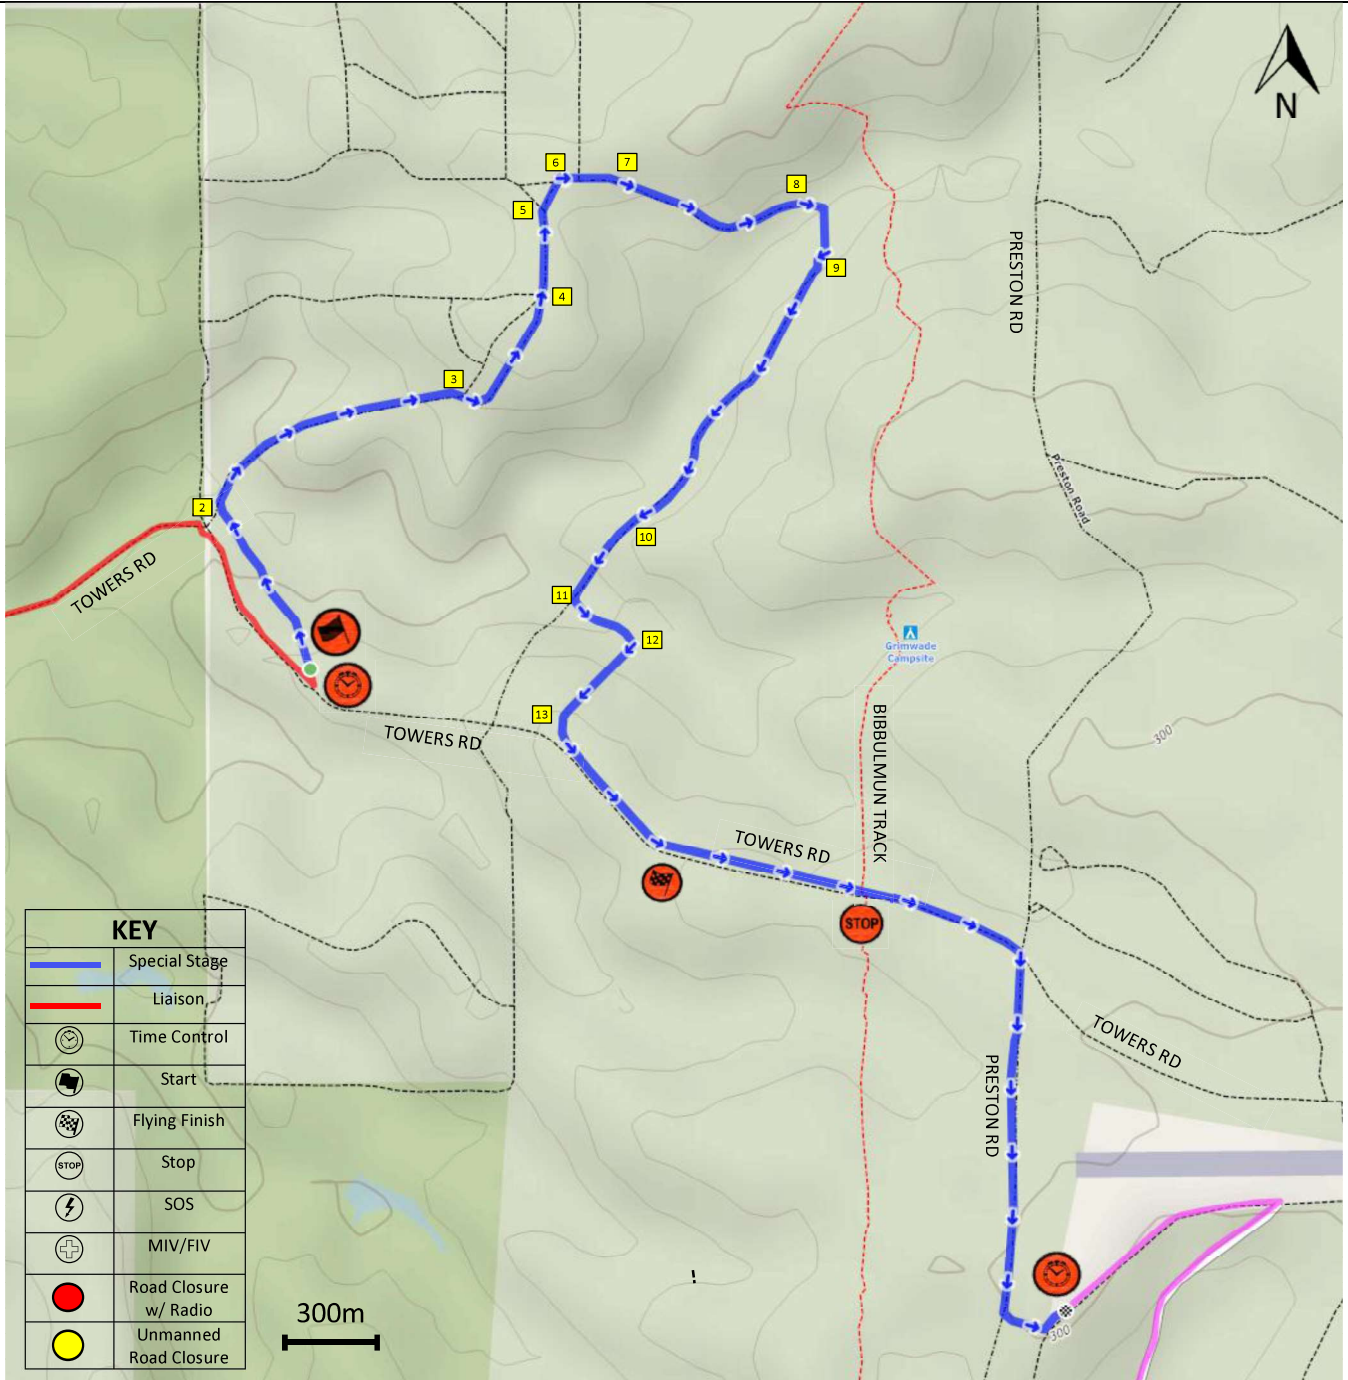 N
6
7
8
5
9
PRESTON RD
4
3
Preston Road
2
10
TOWERS RD
11
12
Grimwade
Campsite
13
TOWERS RD
BIBBULMUN TRACK
300
TOWERS RD
STOP
TOWERS RD
PRESTON RD
300
KEY
Special Stage
Liaison
Time Control
Start
Flying Finish
STOP
Stop
SOS
MIV/FIV
Road Closure
w/ Radio
Unmanned
Road Closure
300m